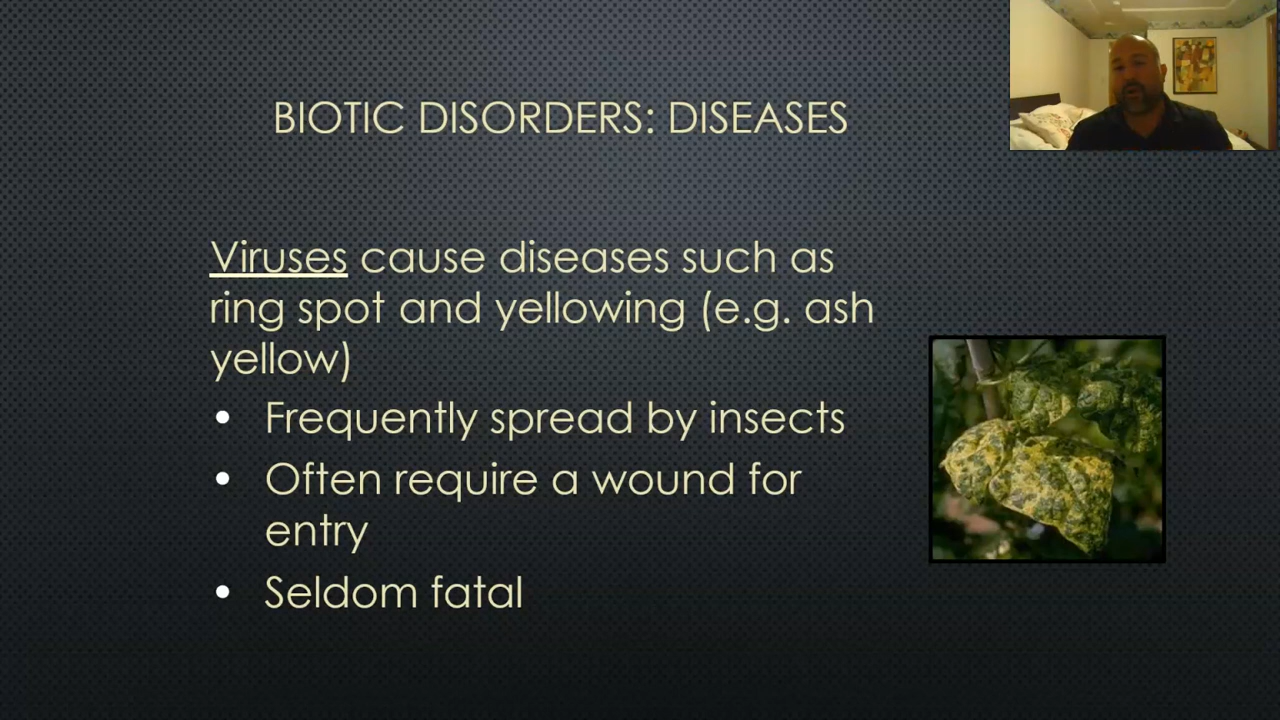 BIOTIC DISORDERS: DISEASES
Viruses cause diseases such as
ring spot and yellowing (e.g. ash
yellow)
• Frequently spread by insects
• Often require a wound for
entry
• Seldom fatal